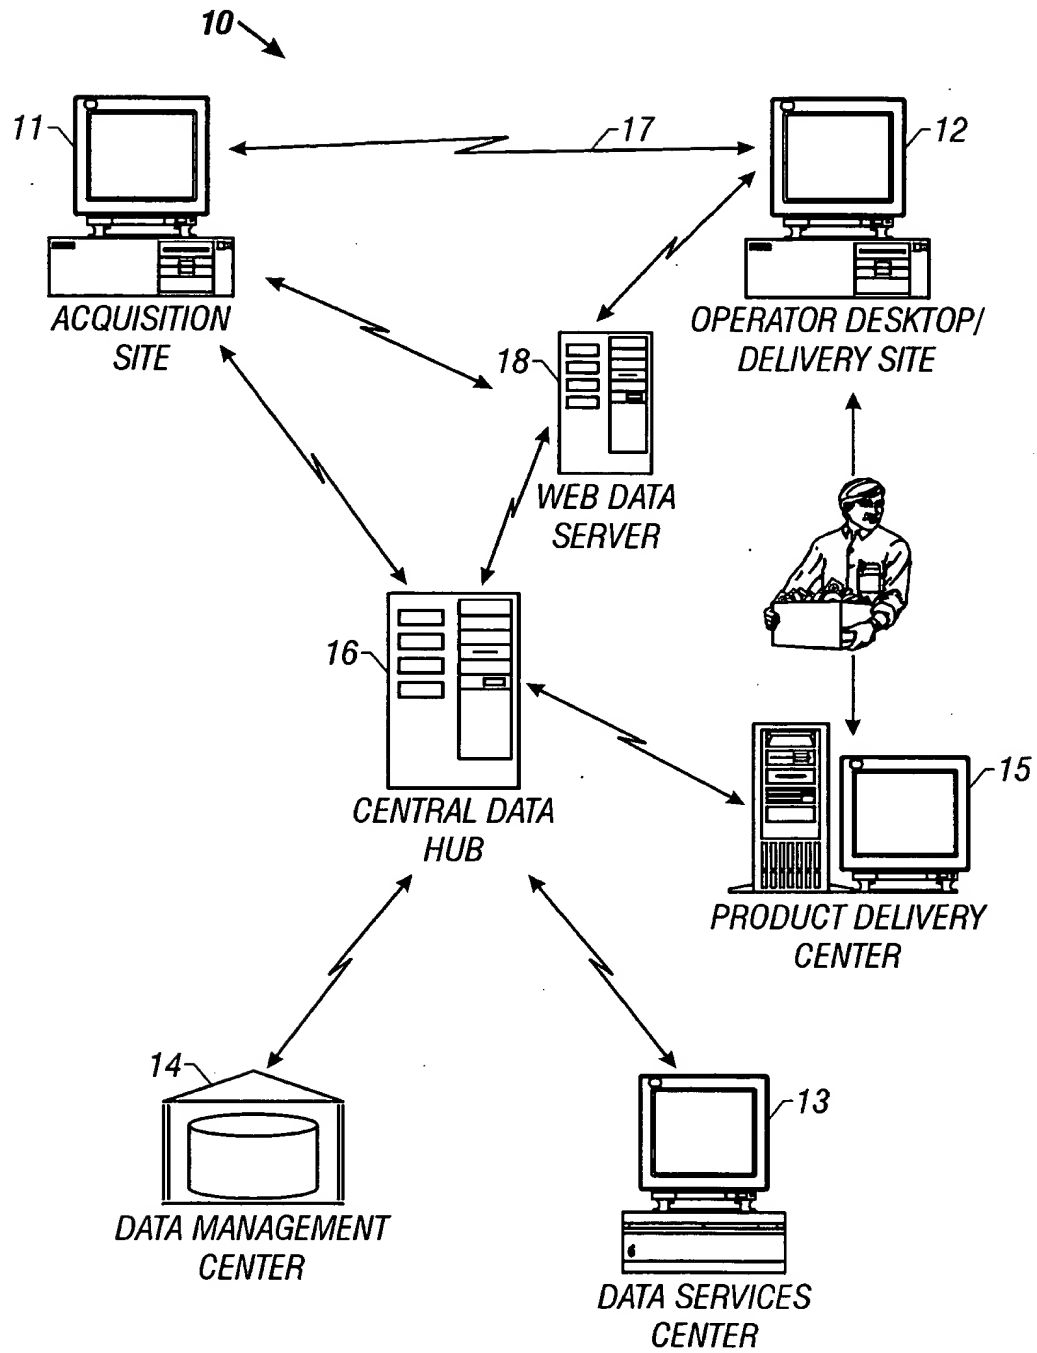 10
11
17
12
ACQUISITION
SITE
OPERATOR DESKTOP/
DELIVERY SITE
18
WEB DATA
SERVER
16
CENTRAL DATA
HUB
15
PRODUCT DELIVERY
CENTER
14
13
DATA MANAGEMENT
CENTER
DATA SERVICES
CENTER